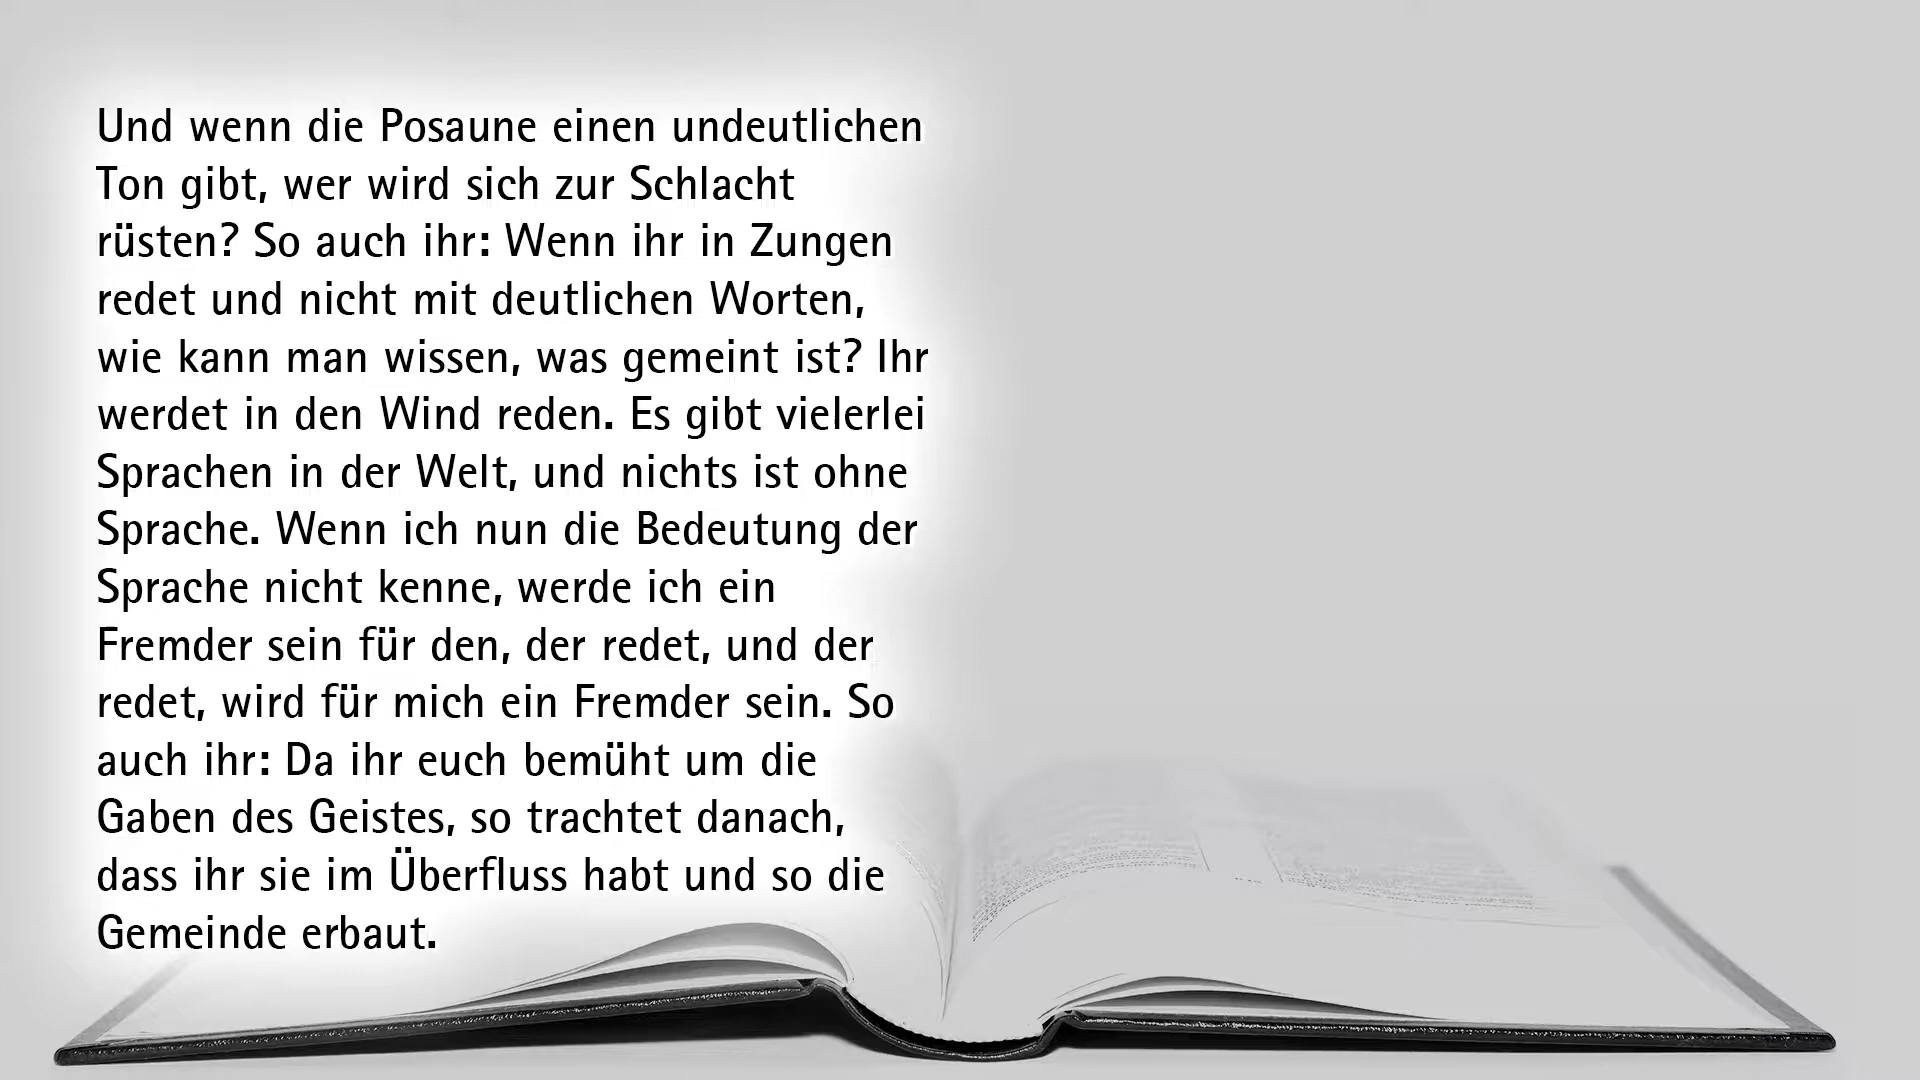 Und wenn die Posaune einen undeutlichen
Ton gibt, wer wird sich zur Schlacht
rüsten? So auch ihr: Wenn ihr in Zungen
redet und nicht mit deutlichen Worten,
wie kann man wissen, was gemeint ist? Ihr
werdet in den Wind reden. Es gibt vielerlei
Sprachen in der Welt, und nichts ist ohne
Sprache. Wenn ich nun die Bedeutung der
Sprache nicht kenne, werde ich ein
Fremder sein für den, der redet, und der
redet, wird für mich ein Fremder sein. So
auch ihr: Da ihr euch bemüht um die
Gaben des Geistes, so trachtet danach,
dass ihr sie im Überfluss habt und so die
Gemeinde erbaut.